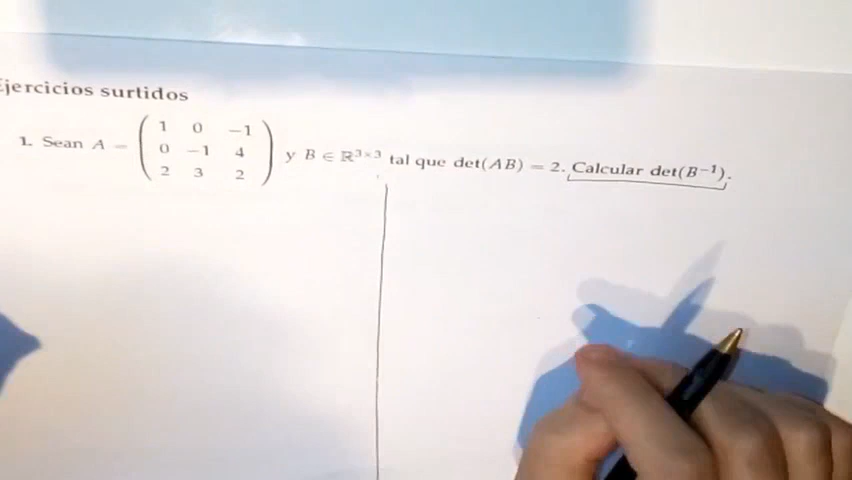 Ejercicios surtidos
1. Sean A = ( 1 0 −1
0 −1 4
2 3 2 ) y B ∈ ℝ³ˣ³ tal que det(AB) = 2. Calcular det(B⁻¹).